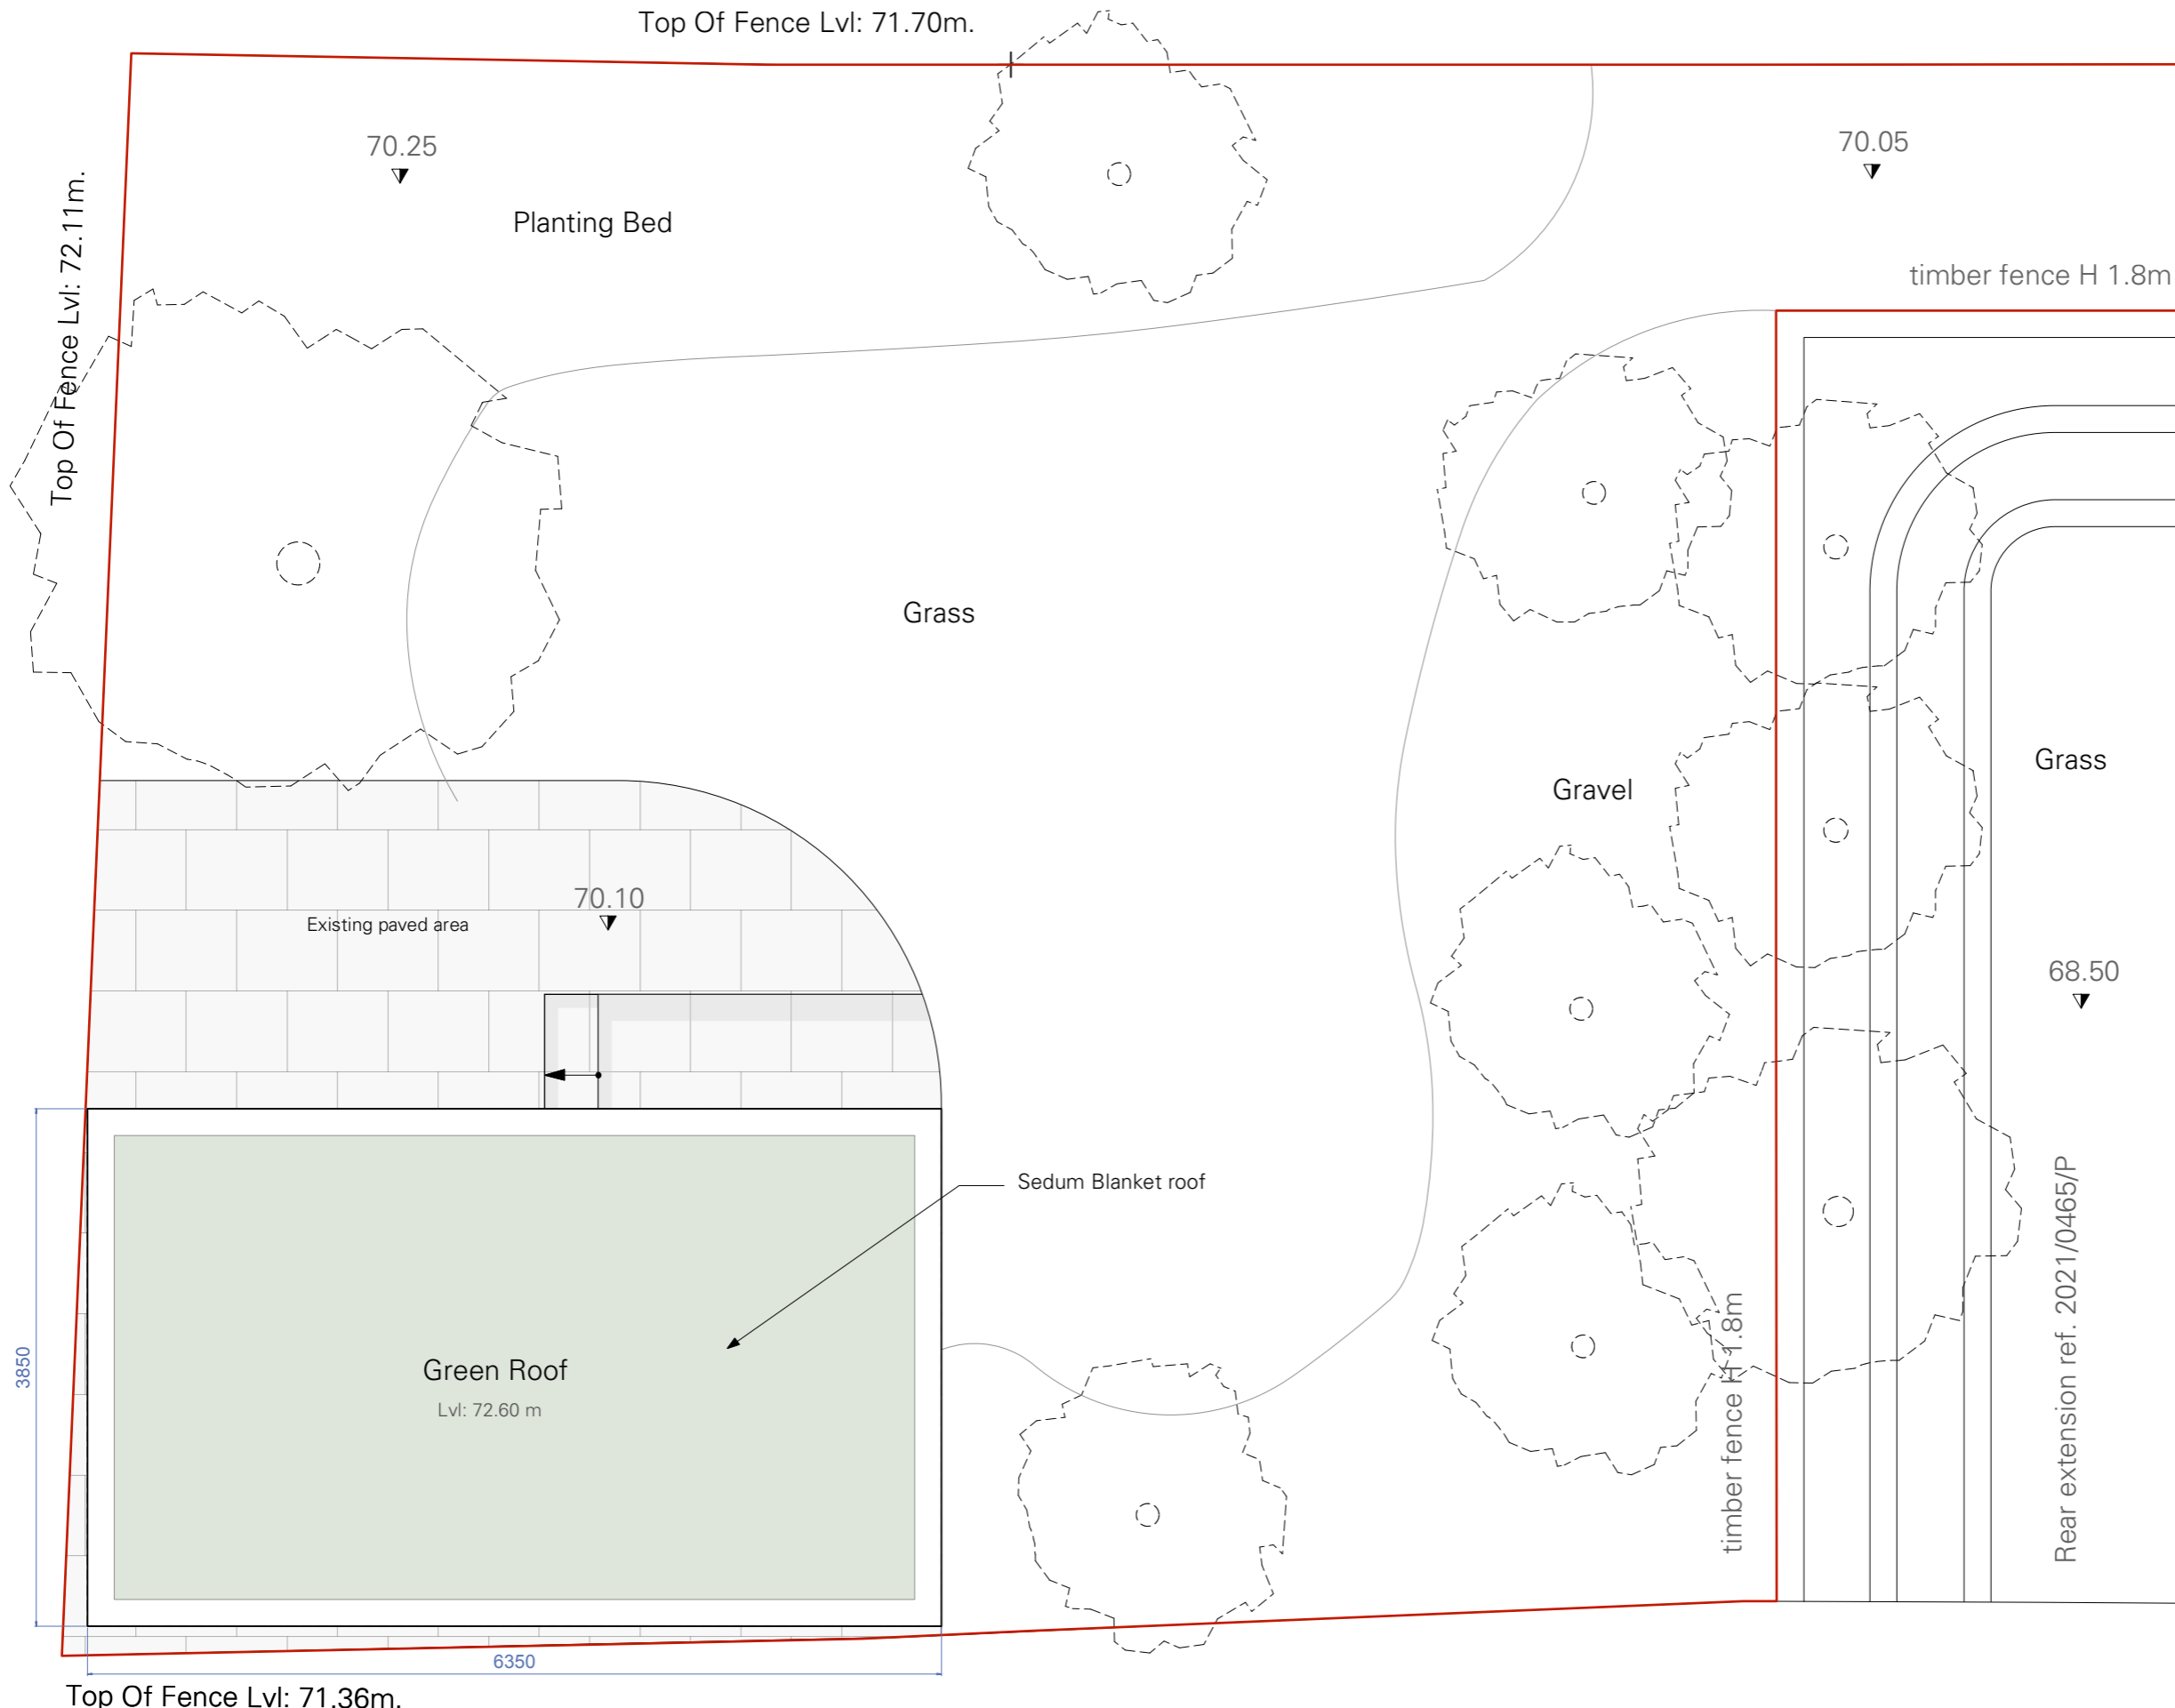 Top Of Fence Lvl: 71.70m.
70.25
70.05
Top Of Fence Lvl: 72.11m.
Planting Bed
timber fence H 1.8m
Grass
Grass
Gravel
70.10
Existing paved area
68.50
Sedum Blanket roof
Rear extension ref. 2021/0465/P
timber fence H 1.8m
3850
Green Roof
Lvl: 72.60 m
6350
Top Of Fence Lvl: 71.36m.